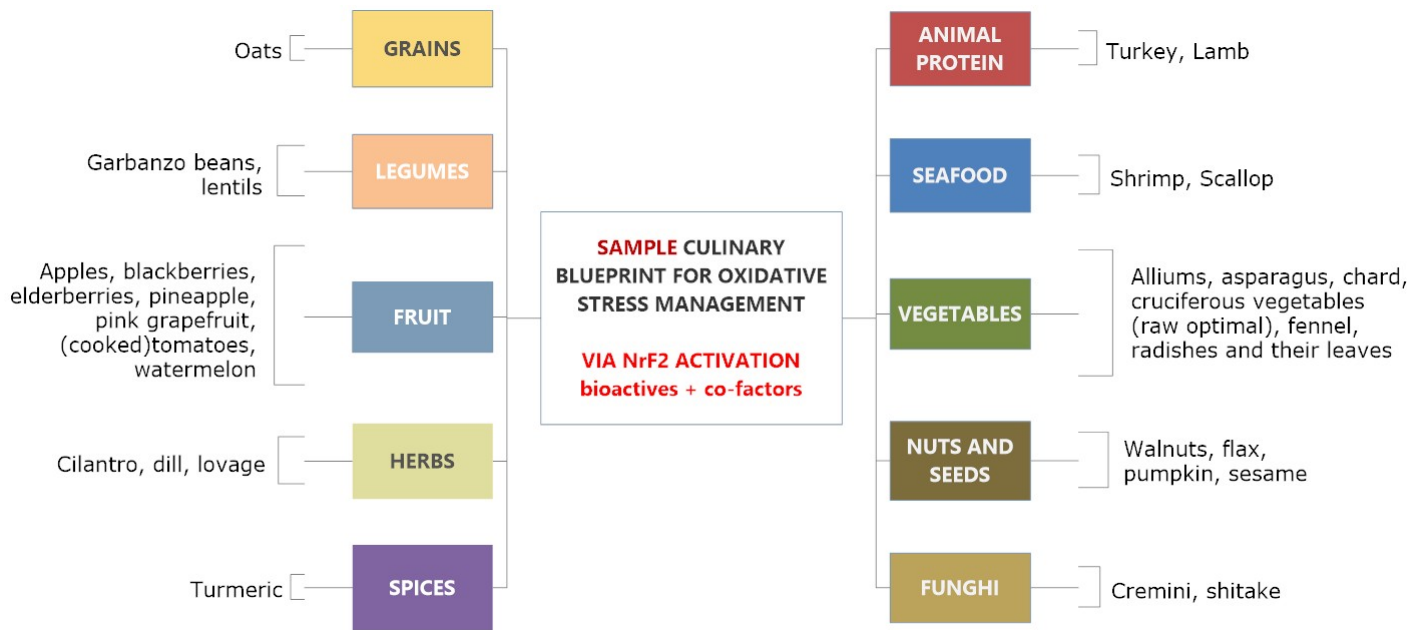 Oats
GRAINS
Garbanzo beans,
lentils
LEGUMES
Apples, blackberries,
elderberries, pineapple,
pink grapefruit,
(cooked)tomatoes,
watermelon
FRUIT
Cilantro, dill, lovage
HERBS
Turmeric
SPICES
SAMPLE CULINARY
BLUEPRINT FOR OXIDATIVE
STRESS MANAGEMENT
VIA NrF2 ACTIVATION
bioactives + co-factors
ANIMAL
PROTEIN
Turkey, Lamb
SEAFOOD
Shrimp, Scallop
VEGETABLES
Alliums, asparagus, chard,
cruciferous vegetables
(raw optimal), fennel,
radishes and their leaves
NUTS AND
SEEDS
Walnuts, flax,
pumpkin, sesame
FUNGHI
Cremini, shitake